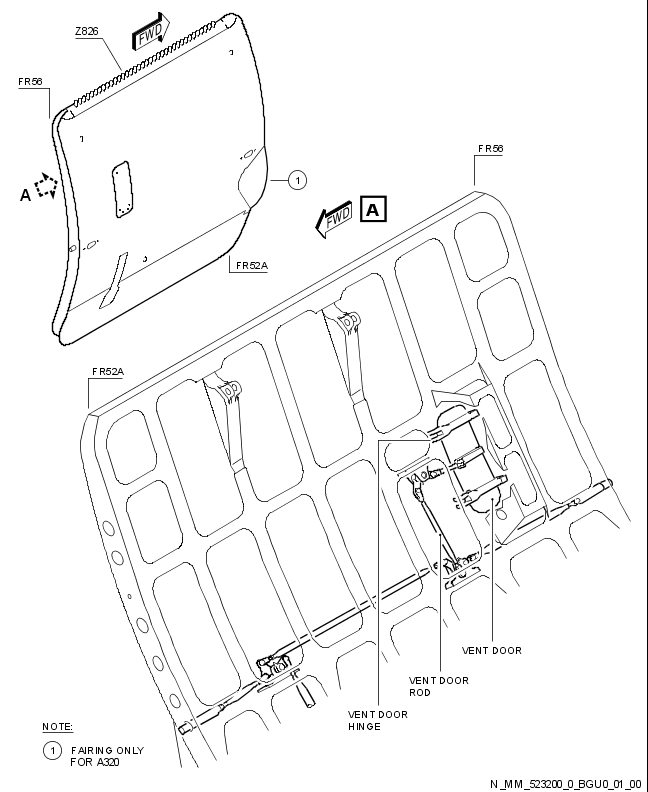 Z826
FWD
FR56
A
1
FR52A
FR56
FWD
A
FR52A
VENT DOOR
VENT DOOR
ROD
VENT DOOR
HINGE
NOTE:
1 FAIRING ONLY
FOR A320
N_MM_523200_0_BGU0_01_00